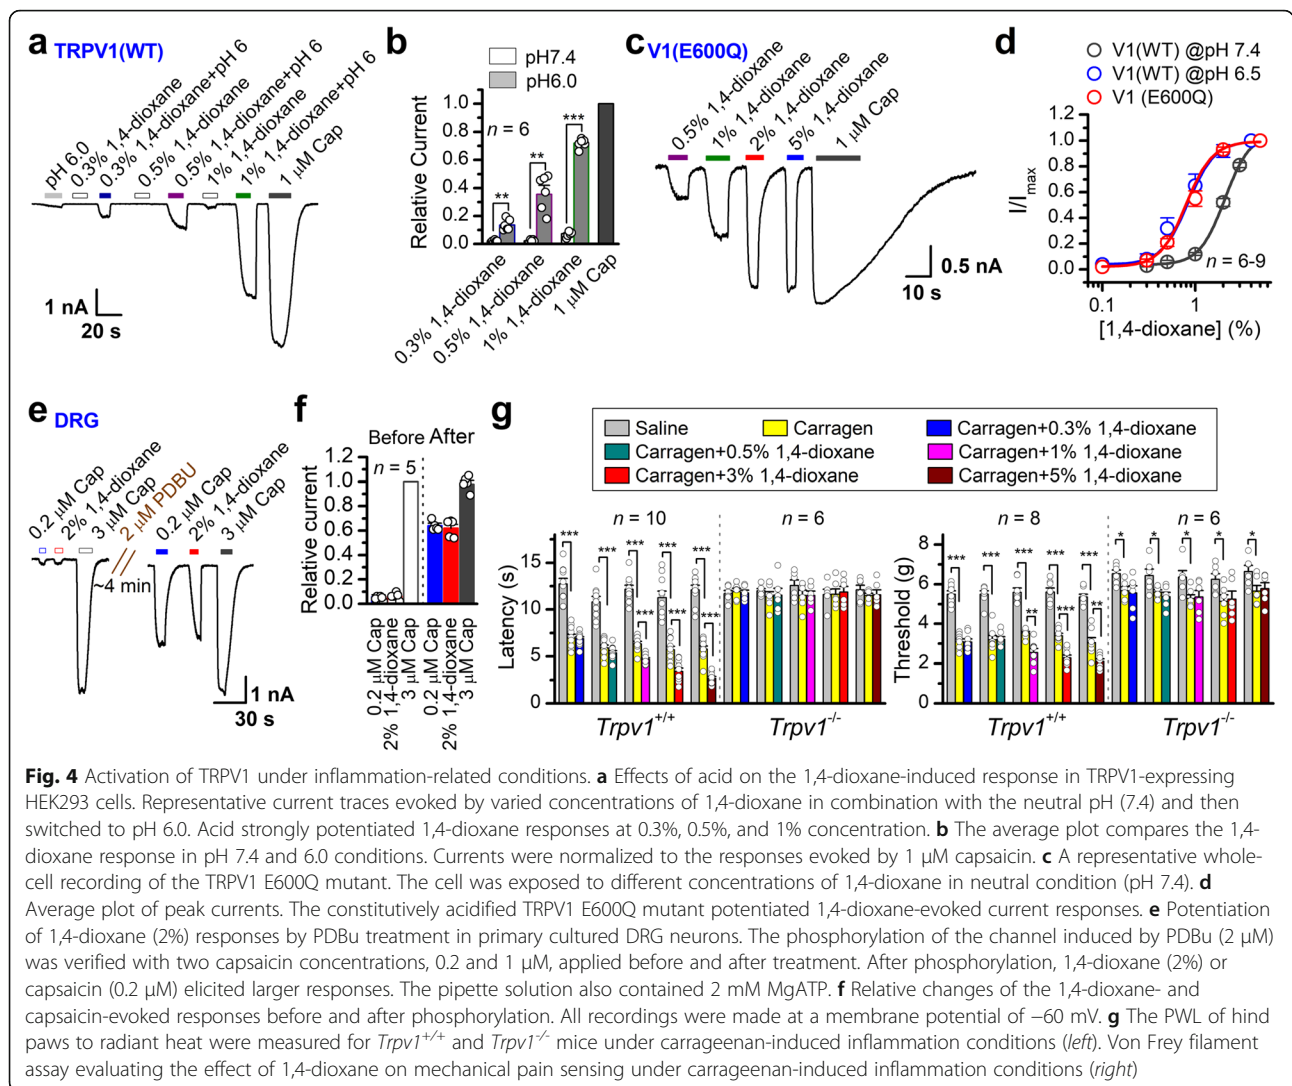 a TRPV1(WT)
pH 6.0
0.3% 1,4-dioxane
0.3% 1,4-dioxane+pH 6
0.5% 1,4-dioxane
0.5% 1,4-dioxane+pH 6
1% 1,4-dioxane
1% 1,4-dioxane+pH 6
1 μM Cap
1 nA
20 s
b
pH7.4
pH6.0
n = 6
** ** ***
Relative Current
1.0
0.8
0.6
0.4
0.2
0.0
0.3% 1,4-dioxane
0.5% 1,4-dioxane
1% 1,4-dioxane
1 μM Cap
c V1(E600Q)
0.5% 1,4-dioxane
1% 1,4-dioxane
2% 1,4-dioxane
5% 1,4-dioxane
1 μM Cap
0.5 nA
10 s
d
V1(WT) @pH 7.4
V1(WT) @pH 6.5
V1 (E600Q)
I/Imax
1.2
1.0
0.8
0.6
0.4
0.2
0.0
n = 6-9
0.1 1
[1,4-dioxane] (%)
e DRG
0.2 μM Cap
2% 1,4-dioxane
3 μM Cap
2 μM PDBU
0.2 μM Cap
2% 1,4-dioxane
3 μM Cap
~4 min
1 nA
30 s
f
Before After
n = 5
Relative current
1.2
1.0
0.8
0.6
0.4
0.2
0.0
0.2 μM Cap
2% 1,4-dioxane
3 μM Cap
0.2 μM Cap
2% 1,4-dioxane
3 μM Cap
g
Saline Carragen Carragen+0.3% 1,4-dioxane
Carragen+0.5% 1,4-dioxane Carragen+1% 1,4-dioxane
Carragen+3% 1,4-dioxane Carragen+5% 1,4-dioxane
n = 10 n = 6
*** *** *** *** *** *** *** ***
Latency (s)
15
10
5
0
Trpv1+/+ Trpv1-/-
n = 8 n = 6
*** *** *** *** *** ** *** ** * * * * *
Threshold (g)
8
6
4
2
0
Trpv1+/+ Trpv1-/-
Fig. 4 Activation of TRPV1 under inflammation-related conditions. a Effects of acid on the 1,4-dioxane-induced response in TRPV1-expressing
HEK293 cells. Representative current traces evoked by varied concentrations of 1,4-dioxane in combination with the neutral pH (7.4) and then
switched to pH 6.0. Acid strongly potentiated 1,4-dioxane responses at 0.3%, 0.5%, and 1% concentration. b The average plot compares the 1,4-
dioxane response in pH 7.4 and 6.0 conditions. Currents were normalized to the responses evoked by 1 μM capsaicin. c A representative whole-
cell recording of the TRPV1 E600Q mutant. The cell was exposed to different concentrations of 1,4-dioxane in neutral condition (pH 7.4). d
Average plot of peak currents. The constitutively acidified TRPV1 E600Q mutant potentiated 1,4-dioxane-evoked current responses. e Potentiation
of 1,4-dioxane (2%) responses by PDBu treatment in primary cultured DRG neurons. The phosphorylation of the channel induced by PDBu (2 μM)
was verified with two capsaicin concentrations, 0.2 and 1 μM, applied before and after treatment. After phosphorylation, 1,4-dioxane (2%) or
capsaicin (0.2 μM) elicited larger responses. The pipette solution also contained 2 mM MgATP. f Relative changes of the 1,4-dioxane- and
capsaicin-evoked responses before and after phosphorylation. All recordings were made at a membrane potential of −60 mV. g The PWL of hind
paws to radiant heat were measured for Trpv1+/+ and Trpv1-/- mice under carrageenan-induced inflammation conditions (left). Von Frey filament
assay evaluating the effect of 1,4-dioxane on mechanical pain sensing under carrageenan-induced inflammation conditions (right)